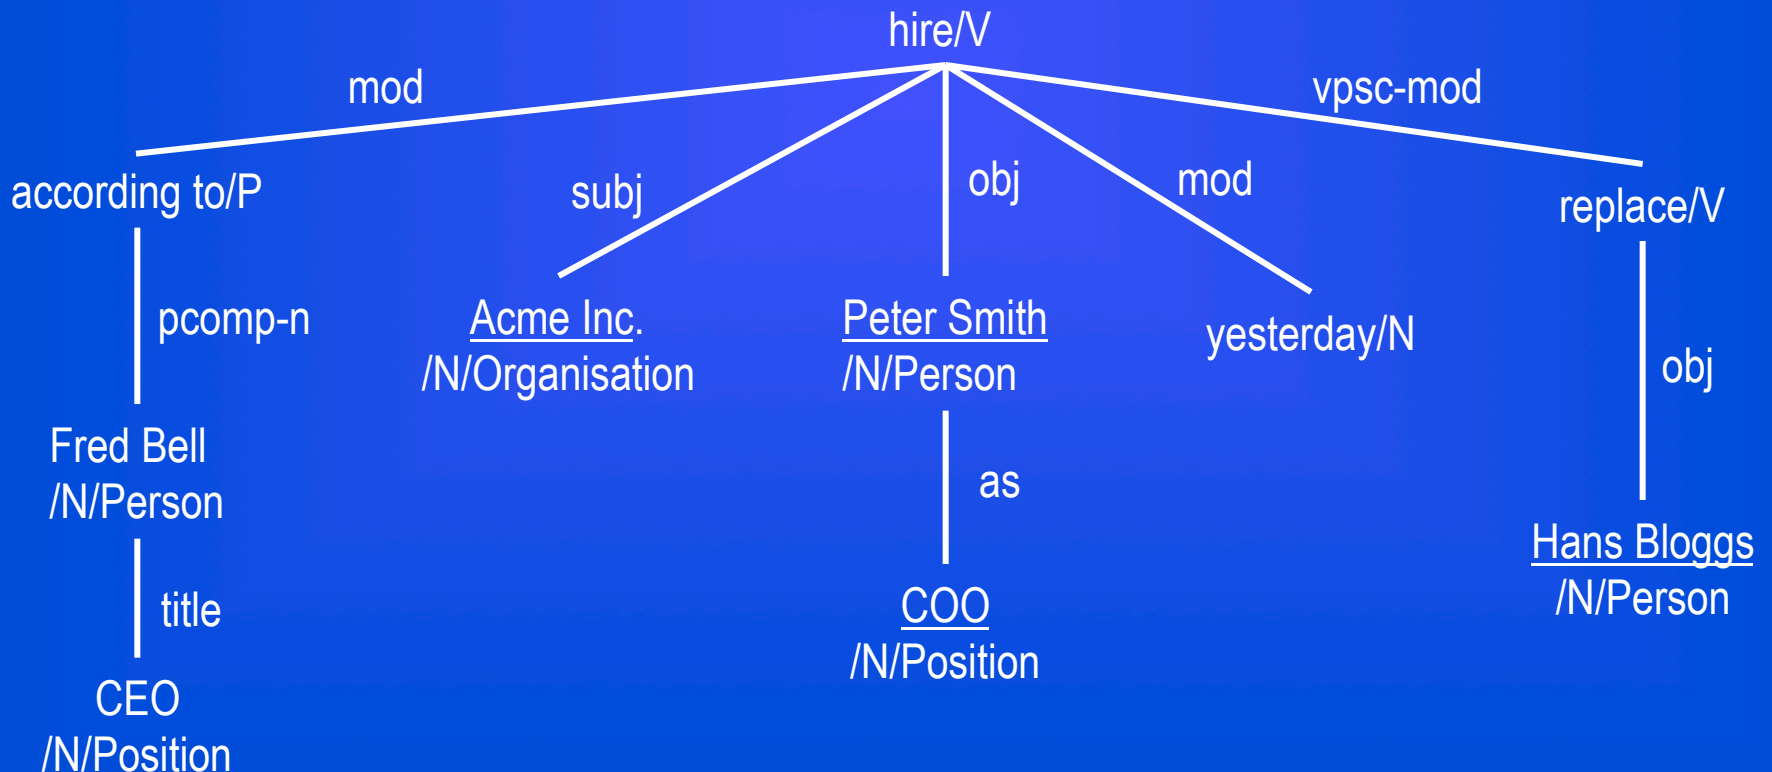 hire/V
mod
vpsc-mod
according to/P
subj
obj
mod
replace/V
pcomp-n
Acme Inc.
/N/Organisation
Peter Smith
/N/Person
yesterday/N
obj
Fred Bell
/N/Person
as
Hans Bloggs
/N/Person
title
COO
/N/Position
CEO
/N/Position